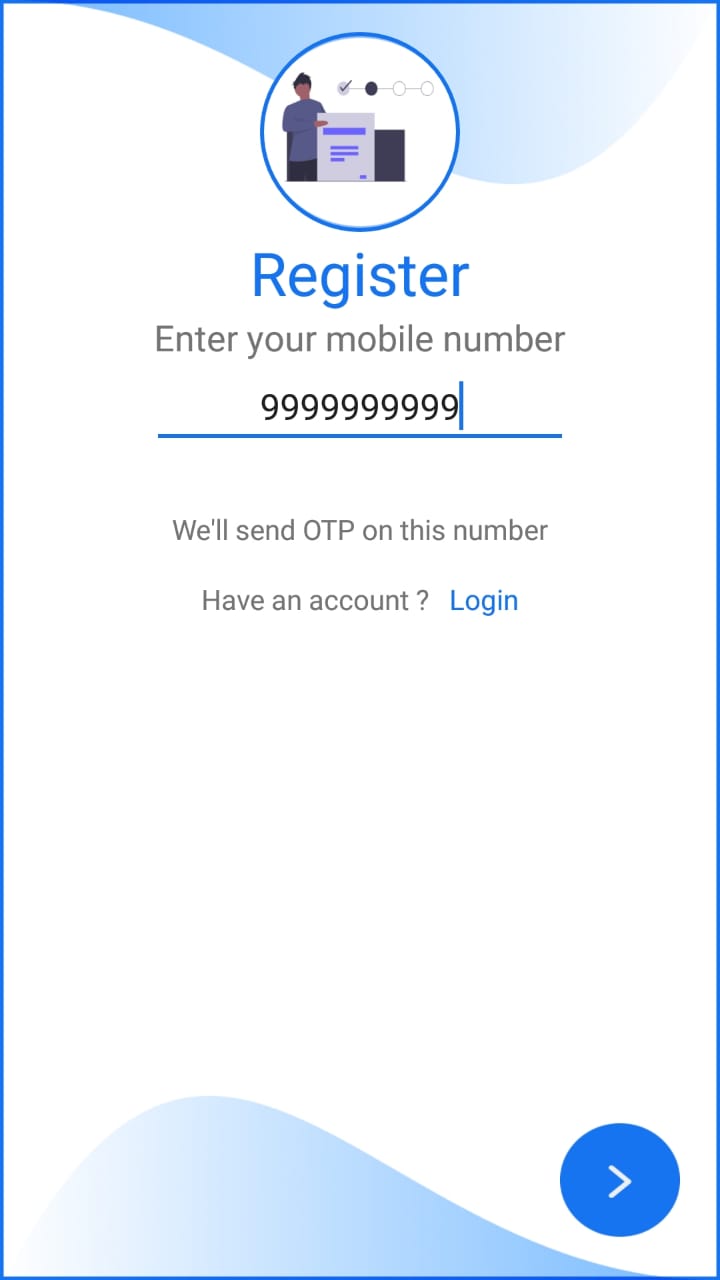 Register
Enter your mobile number
9999999999
We'll send OTP on this number
Have an account ? Login